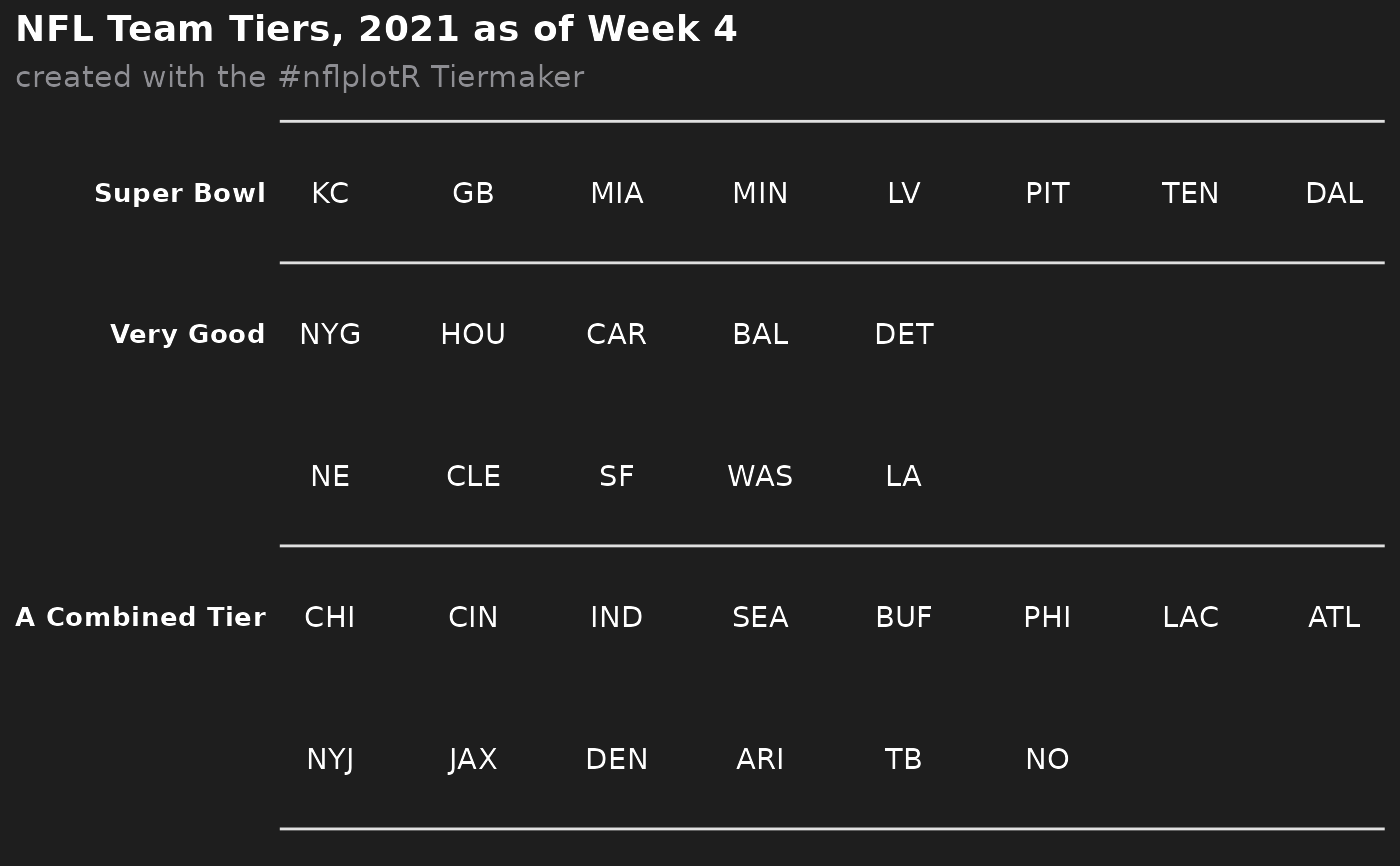 NFL Team Tiers, 2021 as of Week 4
created with the #nflplotR Tiermaker
Super Bowl KC GB MIA MIN LV PIT TEN DAL
Very Good NYG HOU CAR BAL DET
NE CLE SF WAS LA
A Combined Tier CHI CIN IND SEA BUF PHI LAC ATL
NYJ JAX DEN ARI TB NO